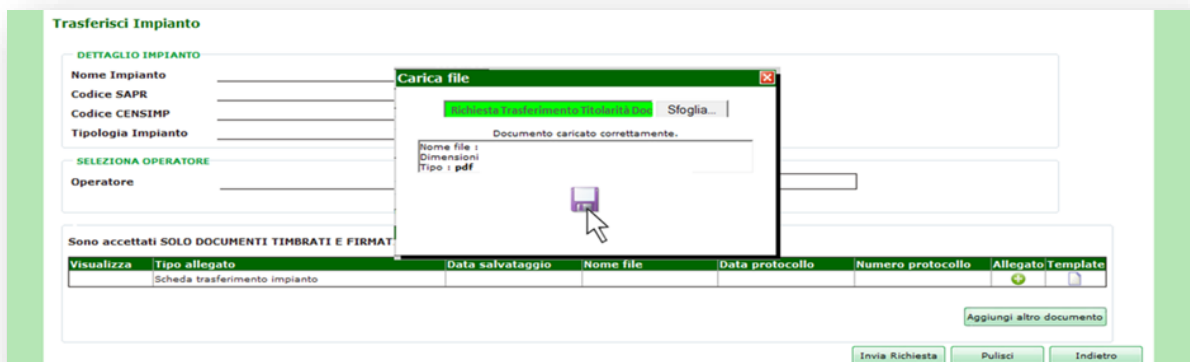 Trasferisci Impianto
DETTAGLIO IMPIANTO
Nome Impianto
Codice SAPR
Codice CENSIMP
Tipologia Impianto
SELEZIONA OPERATORE
Operatore
Carica file
Richiesta Trasferimento Titolarità Doc Sfoglia...
Documento caricato correttamente.
Nome file :
Dimensioni
Tipo : pdf
Sono accettati SOLO DOCUMENTI TIMBRATI E FIRMAT
Visualizza Tipo allegato Data salvataggio Nome file Data protocollo Numero protocollo Allegato Template
Scheda trasferimento impianto
Aggiungi altro documento
Invia Richiesta Pulisci Indietro